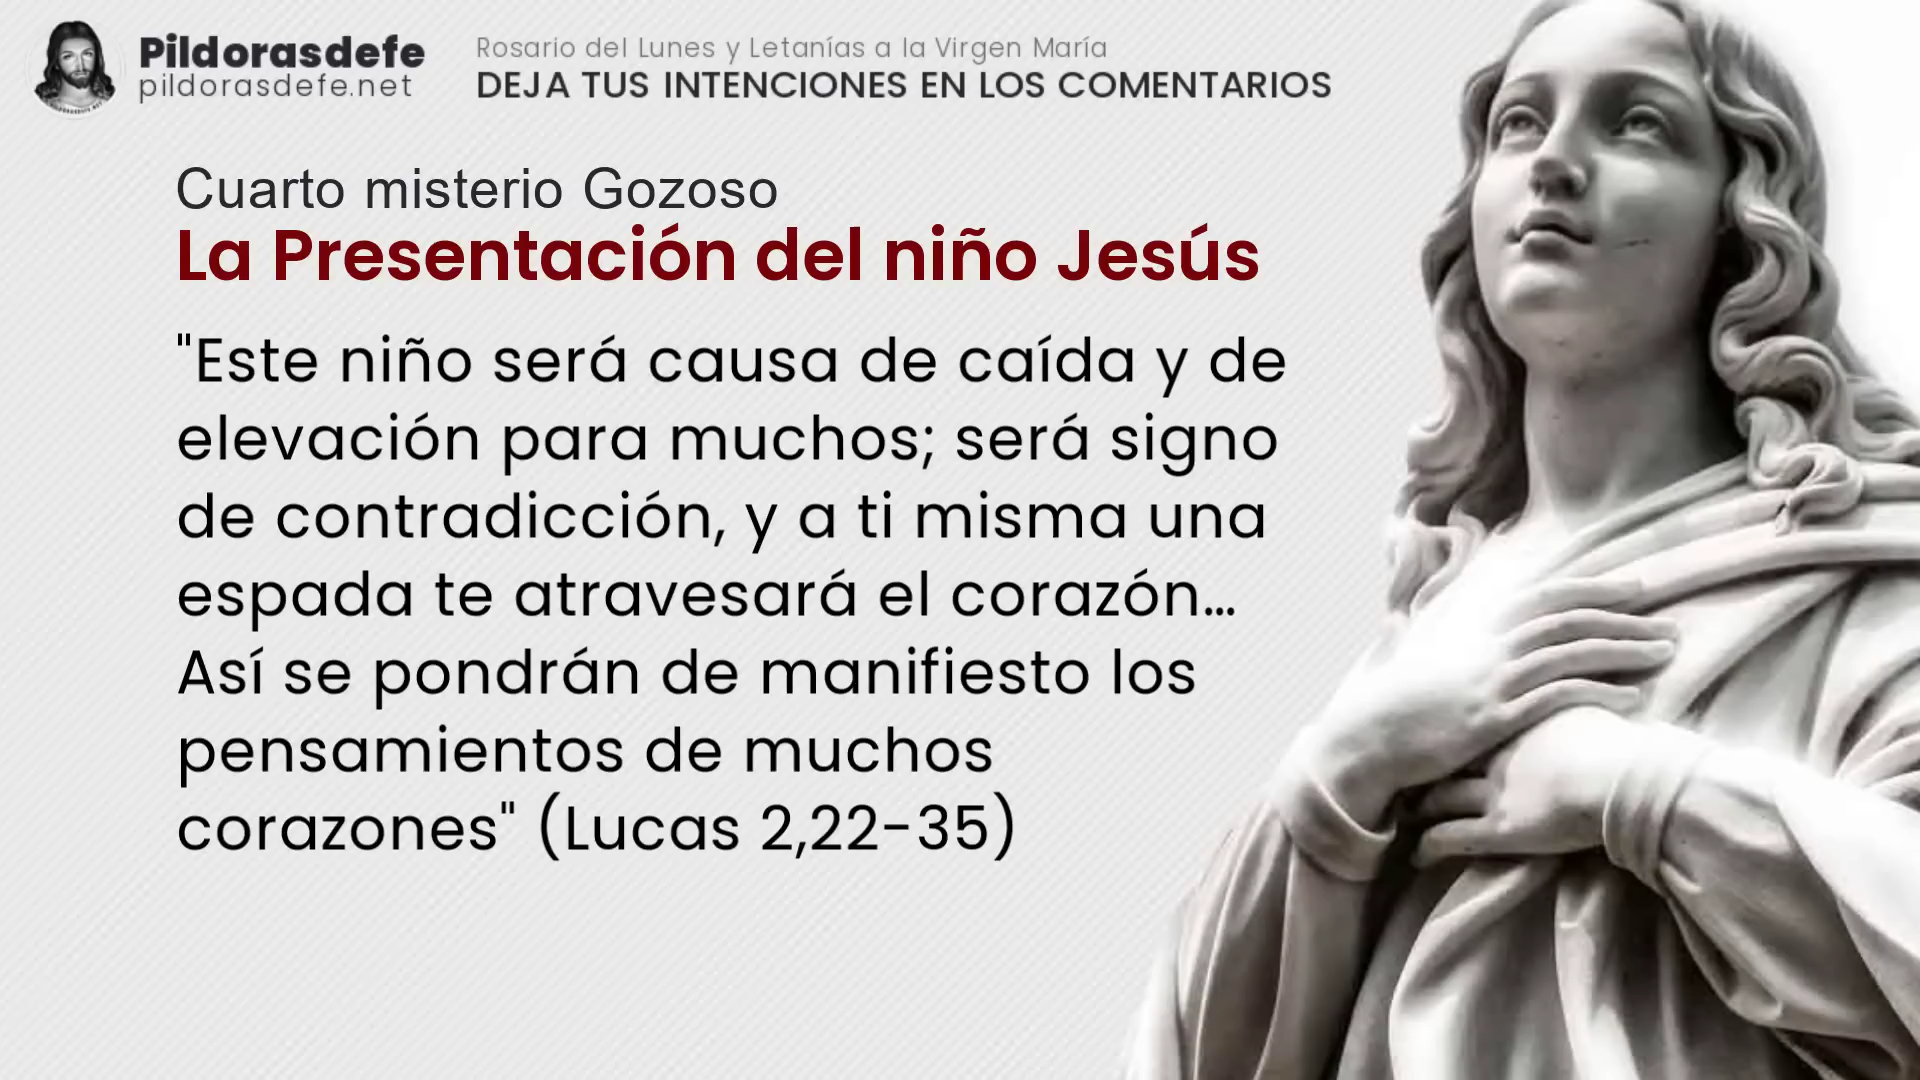 Pildorasdefe
pildorasdefe.net
Rosario del Lunes y Letanías a la Virgen María
DEJA TUS INTENCIONES EN LOS COMENTARIOS
Cuarto misterio Gozoso
La Presentación del niño Jesús
"Este niño será causa de caída y de
elevación para muchos; será signo
de contradicción, y a ti misma una
espada te atravesará el corazón...
Así se pondrán de manifiesto los
pensamientos de muchos
corazones" (Lucas 2,22-35)